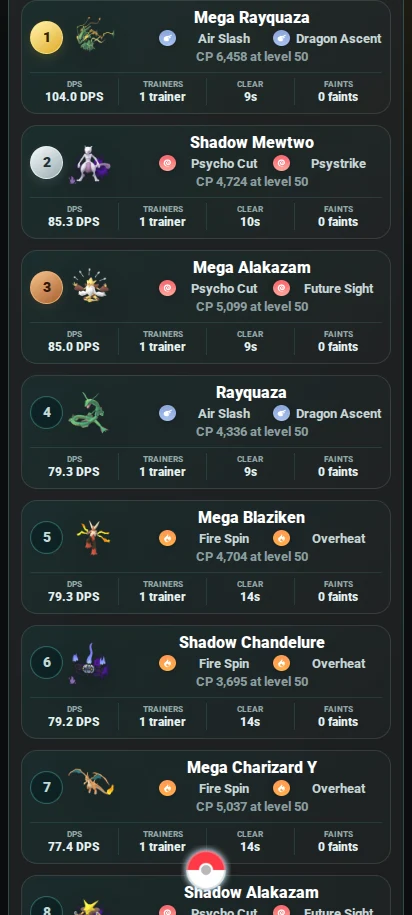 1
Mega Rayquaza
Air Slash Dragon Ascent
CP 6,458 at level 50
DPS TRAINERS CLEAR FAINTS
104.0 DPS 1 trainer 9s 0 faints
2
Shadow Mewtwo
Psycho Cut Psystrike
CP 4,724 at level 50
DPS TRAINERS CLEAR FAINTS
85.3 DPS 1 trainer 10s 0 faints
3
Mega Alakazam
Psycho Cut Future Sight
CP 5,099 at level 50
DPS TRAINERS CLEAR FAINTS
85.0 DPS 1 trainer 9s 0 faints
4
Rayquaza
Air Slash Dragon Ascent
CP 4,336 at level 50
DPS TRAINERS CLEAR FAINTS
79.3 DPS 1 trainer 9s 0 faints
5
Mega Blaziken
Fire Spin Overheat
CP 4,704 at level 50
DPS TRAINERS CLEAR FAINTS
79.3 DPS 1 trainer 14s 0 faints
6
Shadow Chandelure
Fire Spin Overheat
CP 3,695 at level 50
DPS TRAINERS CLEAR FAINTS
79.2 DPS 1 trainer 14s 0 faints
7
Mega Charizard Y
Fire Spin Overheat
CP 5,037 at level 50
DPS TRAINERS CLEAR FAINTS
77.4 DPS 1 trainer 14s 0 faints
8
Shadow Alakazam
Psycho Cut Future Sight